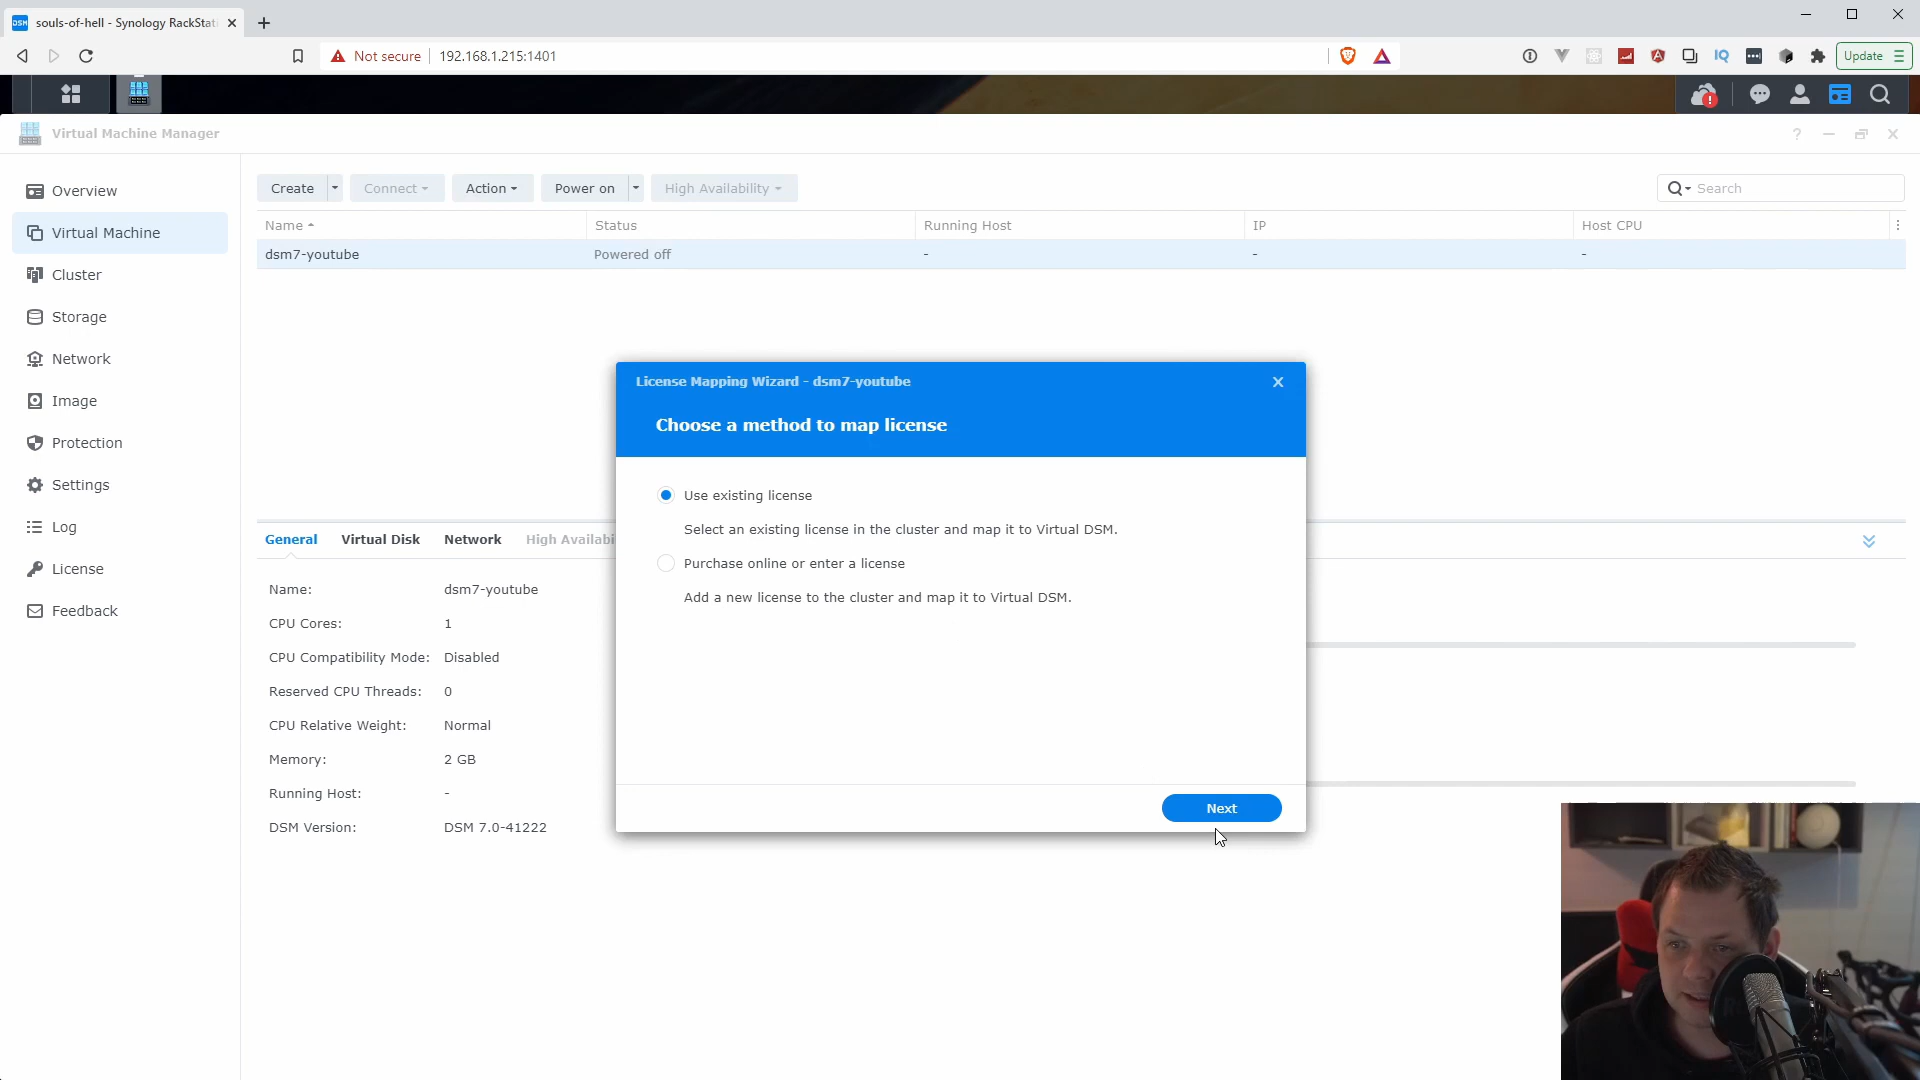 souls-of-hell - Synology RackStati
Not secure
192.168.1.215:1401
Update
Virtual Machine Manager
Overview
Virtual Machine
Cluster
Storage
Network
Image
Protection
Settings
Log
License
Feedback
Create
Connect
Action
Power on
High Availability
Search
Name
Status
Running Host
IP
Host CPU
dsm7-youtube
Powered off
-
-
-
License Mapping Wizard - dsm7-youtube
Choose a method to map license
Use existing license
Select an existing license in the cluster and map it to Virtual DSM.
Purchase online or enter a license
Add a new license to the cluster and map it to Virtual DSM.
Next
General
Virtual Disk
Network
High Availabi
Name: dsm7-youtube
CPU Cores: 1
CPU Compatibility Mode: Disabled
Reserved CPU Threads: 0
CPU Relative Weight: Normal
Memory: 2 GB
Running Host: -
DSM Version: DSM 7.0-41222